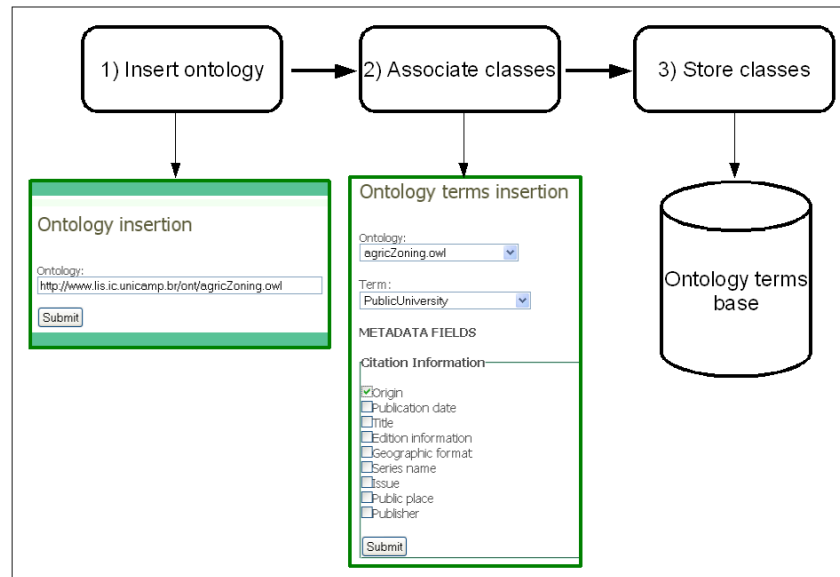 1) Insert ontology
2) Associate classes
3) Store classes
Ontology insertion
Ontology:
http://www.lis.ic.unicamp.br/ont/agricZoning.owl
Submit
Ontology terms insertion
Ontology:
agricZoning.owl
Term:
PublicUniversity
METADATA FIELDS
Citation Information
Origin
Publication date
Title
Edition information
Geographic format
Series name
Issue
Public place
Publisher
Submit
Ontology terms
base